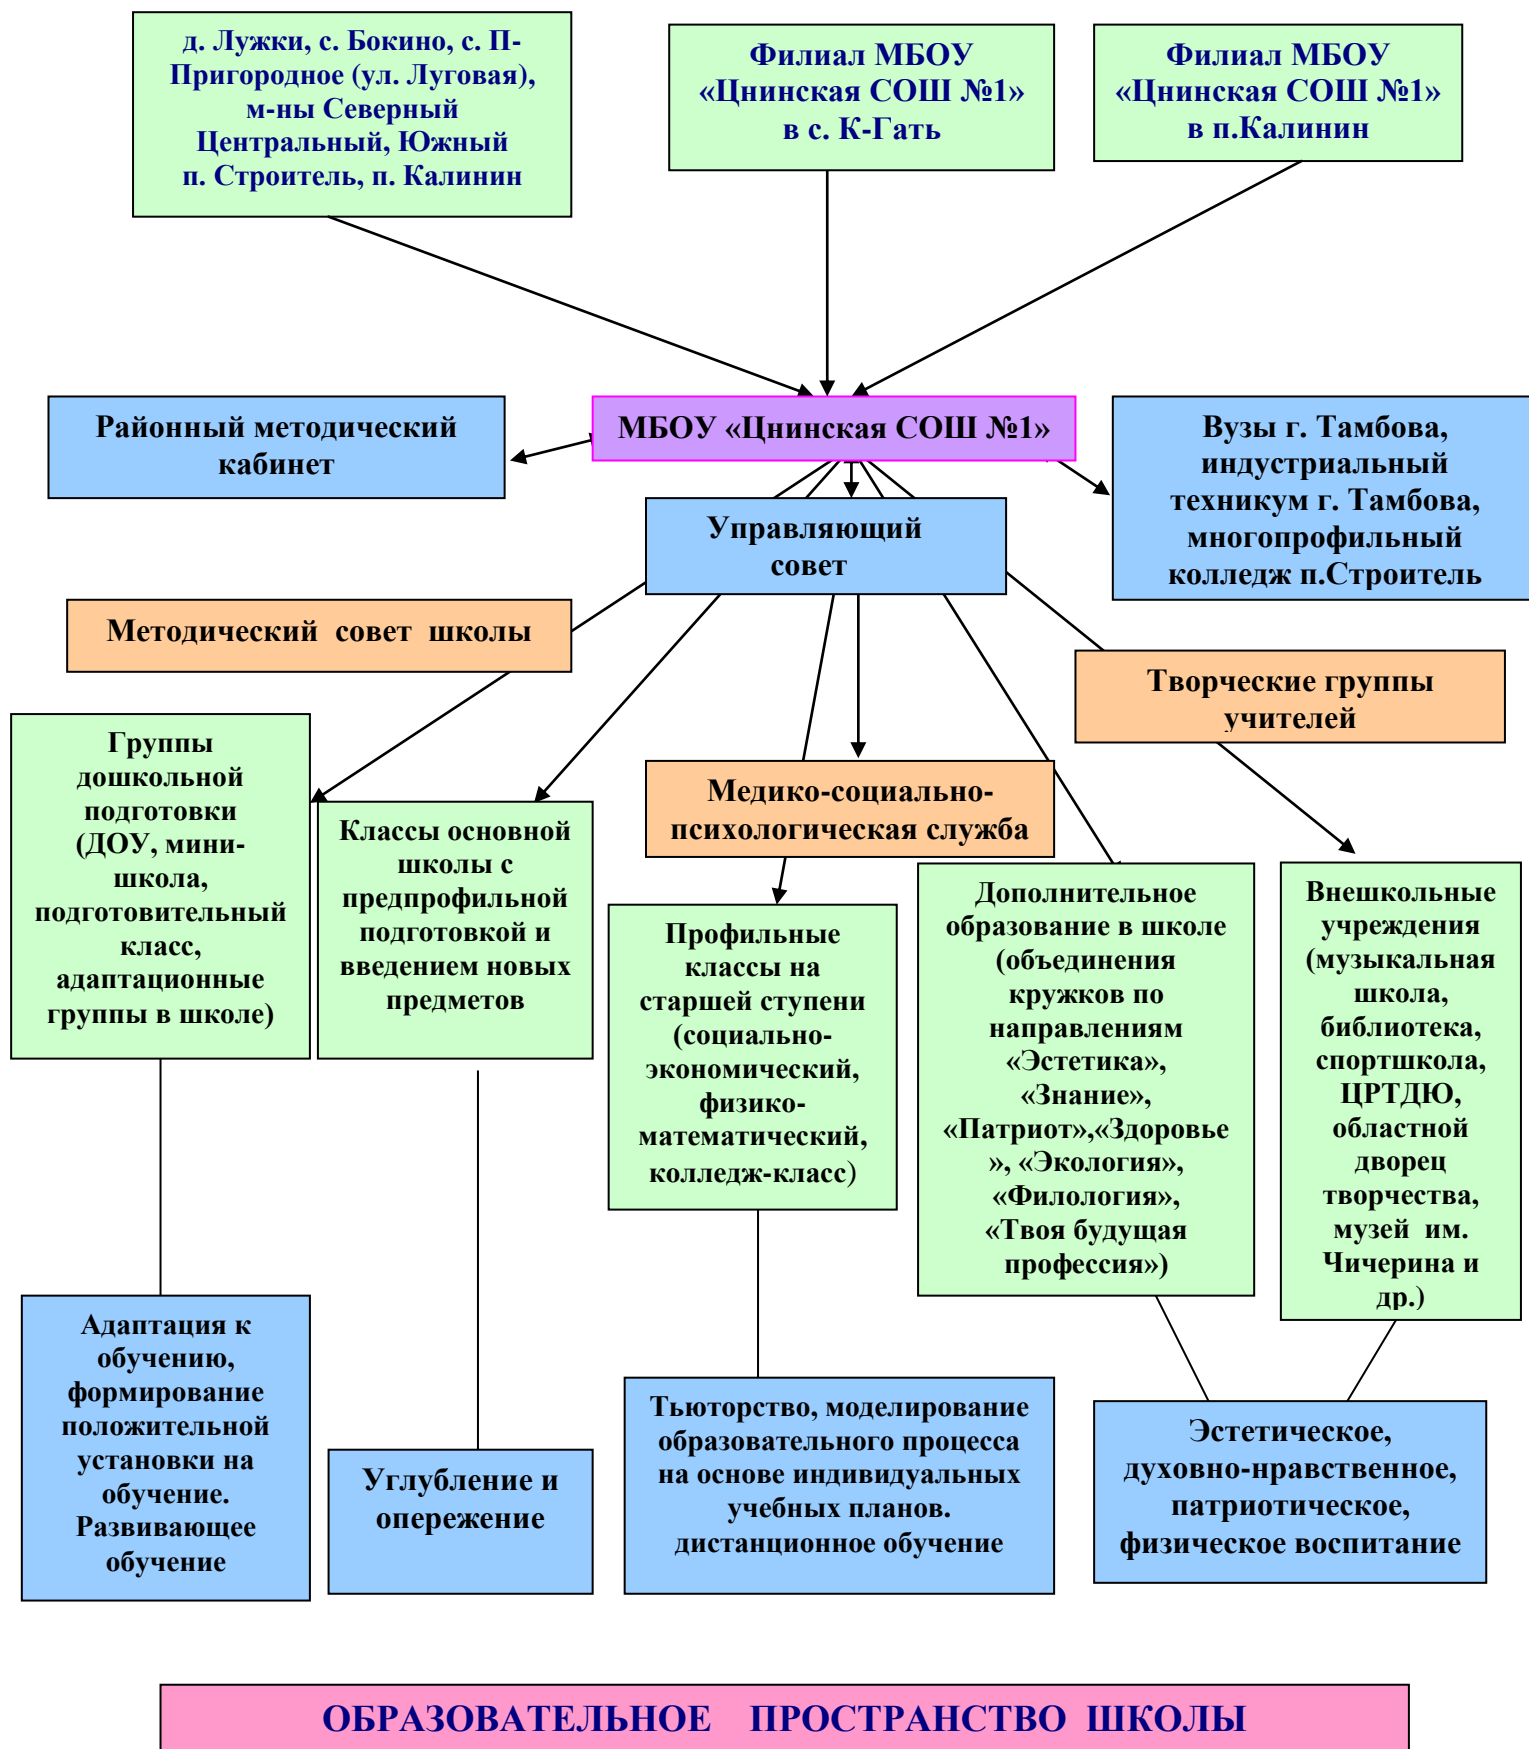 д. Лужки, с. Бокино, с. П-
Пригородное (ул. Луговая),
м-ны Северный
Центральный, Южный
п. Строитель, п. Калинин
Филиал МБОУ
«Цнинская СОШ №1»
в с. К-Гать
Филиал МБОУ
«Цнинская СОШ №1»
в п.Калинин
Районный методический
кабинет
МБОУ «Цнинская СОШ №1»
Вузы г. Тамбова,
индустриальный
техникум г. Тамбова,
многопрофильный
колледж п.Строитель
Управляющий
совет
Методический совет школы
Творческие группы
учителей
Группы
дошкольной
подготовки
(ДОУ, мини-
школа,
подготовительный
класс,
адаптационные
группы в школе)
Классы основной
школы с
предпрофильной
подготовкой и
введением новых
предметов
Медико-социально-
психологическая служба
Профильные
классы на
старшей ступени
(социально-
экономический,
физико-
математический,
колледж-класс)
Дополнительное
образование в школе
(объединения
кружков по
направлениям
«Эстетика»,
«Знание»,
«Патриот»,«Здоровье
», «Экология»,
«Филология»,
«Твоя будущая
профессия»)
Внешкольные
учреждения
(музыкальная
школа,
библиотека,
спортшкола,
ЦРТДЮ,
областной
дворец
творчества,
музей им.
Чичерина и
др.)
Адаптация к
обучению,
формирование
положительной
установки на
обучение.
Развивающее
обучение
Углубление и
опережение
Тьюторство, моделирование
образовательного процесса
на основе индивидуальных
учебных планов.
дистанционное обучение
Эстетическое,
духовно-нравственное,
патриотическое,
физическое воспитание
ОБРАЗОВАТЕЛЬНОЕ ПРОСТРАНСТВО ШКОЛЫ